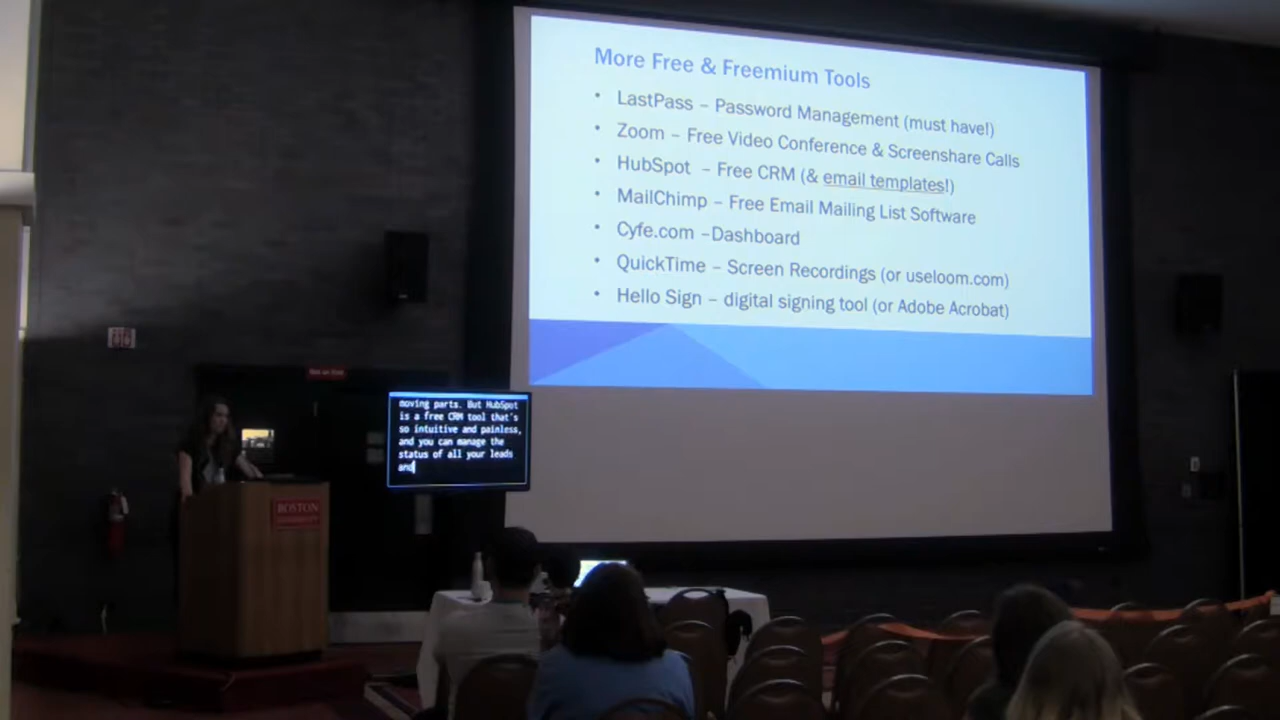 More Free & Freemium Tools
• LastPass – Password Management (must have!)
• Zoom – Free Video Conference & Screenshare Calls
• HubSpot – Free CRM (& email templates!)
• MailChimp – Free Email Mailing List Software
• Cyfe.com –Dashboard
• QuickTime – Screen Recordings (or useloom.com)
• Hello Sign – digital signing tool (or Adobe Acrobat)
moving parts. But HubSpot
is a free CRM tool that's
so intuitive and painless,
and you can manage the
status of all your leads
and
BOSTON
UNIVERSITY